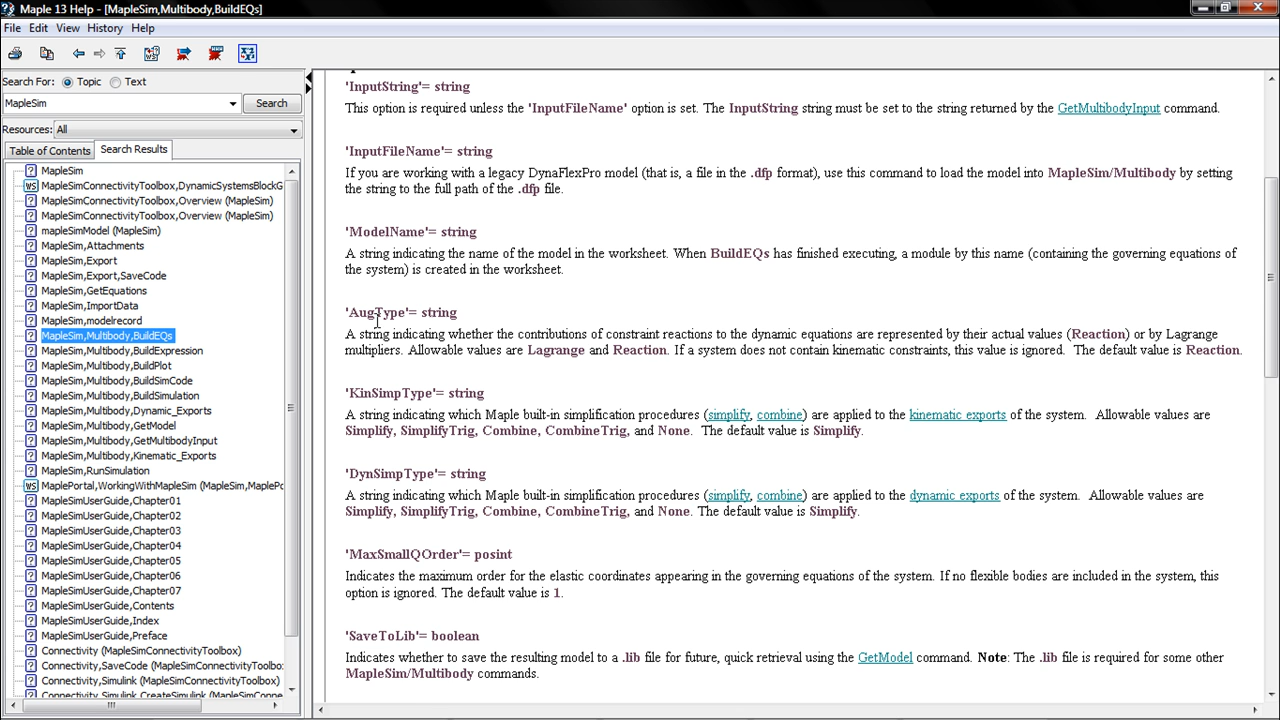 Maple 13 Help - [MapleSim,Multibody,BuildEQs]
File Edit View History Help
Search For: Topic Text
MapleSim Search
Resources: All
Table of Contents Search Results
MapleSim
MapleSimConnectivityToolbox,DynamicSystemsBlockG
MapleSimConnectivityToolbox,Overview (MapleSim)
MapleSimConnectivityToolbox,Overview (MapleSim)
mapleSimModel (MapleSim)
MapleSim,Attachments
MapleSim,Export
MapleSim,Export,SaveCode
MapleSim,GetEquations
MapleSim,ImportData
MapleSim,modelrecord
MapleSim,Multibody,BuildEQs
MapleSim,Multibody,BuildExpression
MapleSim,Multibody,BuildPlot
MapleSim,Multibody,BuildSimCode
MapleSim,Multibody,BuildSimulation
MapleSim,Multibody,Dynamic_Exports
MapleSim,Multibody,GetModel
MapleSim,Multibody,GetMultibodyInput
MapleSim,Multibody,Kinematic_Exports
MapleSim,RunSimulation
MaplePortal,WorkingWithMapleSim (MapleSim,MaplePo
MapleSimUserGuide,Chapter01
MapleSimUserGuide,Chapter02
MapleSimUserGuide,Chapter03
MapleSimUserGuide,Chapter04
MapleSimUserGuide,Chapter05
MapleSimUserGuide,Chapter06
MapleSimUserGuide,Chapter07
MapleSimUserGuide,Contents
MapleSimUserGuide,Index
MapleSimUserGuide,Preface
Connectivity (MapleSimConnectivityToolbox)
Connectivity,SaveCode (MapleSimConnectivityToolbo
Connectivity,Simulink (MapleSimConnectivityToolbox)
Connectivity,Simulink,CreateSimulink (MapleSimConne
'InputString'= string
This option is required unless the 'InputFileName' option is set. The InputString string must be set to the string returned by the GetMultibodyInput command.
'InputFileName'= string
If you are working with a legacy DynaFlexPro model (that is, a file in the .dfp format), use this command to load the model into MapleSim/Multibody by setting
the string to the full path of the .dfp file.
'ModelName'= string
A string indicating the name of the model in the worksheet. When BuildEQs has finished executing, a module by this name (containing the governing equations of
the system) is created in the worksheet.
'AugType'= string
A string indicating whether the contributions of constraint reactions to the dynamic equations are represented by their actual values (Reaction) or by Lagrange
multipliers. Allowable values are Lagrange and Reaction. If a system does not contain kinematic constraints, this value is ignored. The default value is Reaction.
'KinSimpType'= string
A string indicating which Maple built-in simplification procedures (simplify, combine) are applied to the kinematic exports of the system. Allowable values are
Simplify, SimplifyTrig, Combine, CombineTrig, and None. The default value is Simplify.
'DynSimpType'= string
A string indicating which Maple built-in simplification procedures (simplify, combine) are applied to the dynamic exports of the system. Allowable values are
Simplify, SimplifyTrig, Combine, CombineTrig, and None. The default value is Simplify.
'MaxSmallQOrder'= posint
Indicates the maximum order for the elastic coordinates appearing in the governing equations of the system. If no flexible bodies are included in the system, this
option is ignored. The default value is 1.
'SaveToLib'= boolean
Indicates whether to save the resulting model to a .lib file for future, quick retrieval using the GetModel command. Note: The .lib file is required for some other
MapleSim/Multibody commands.